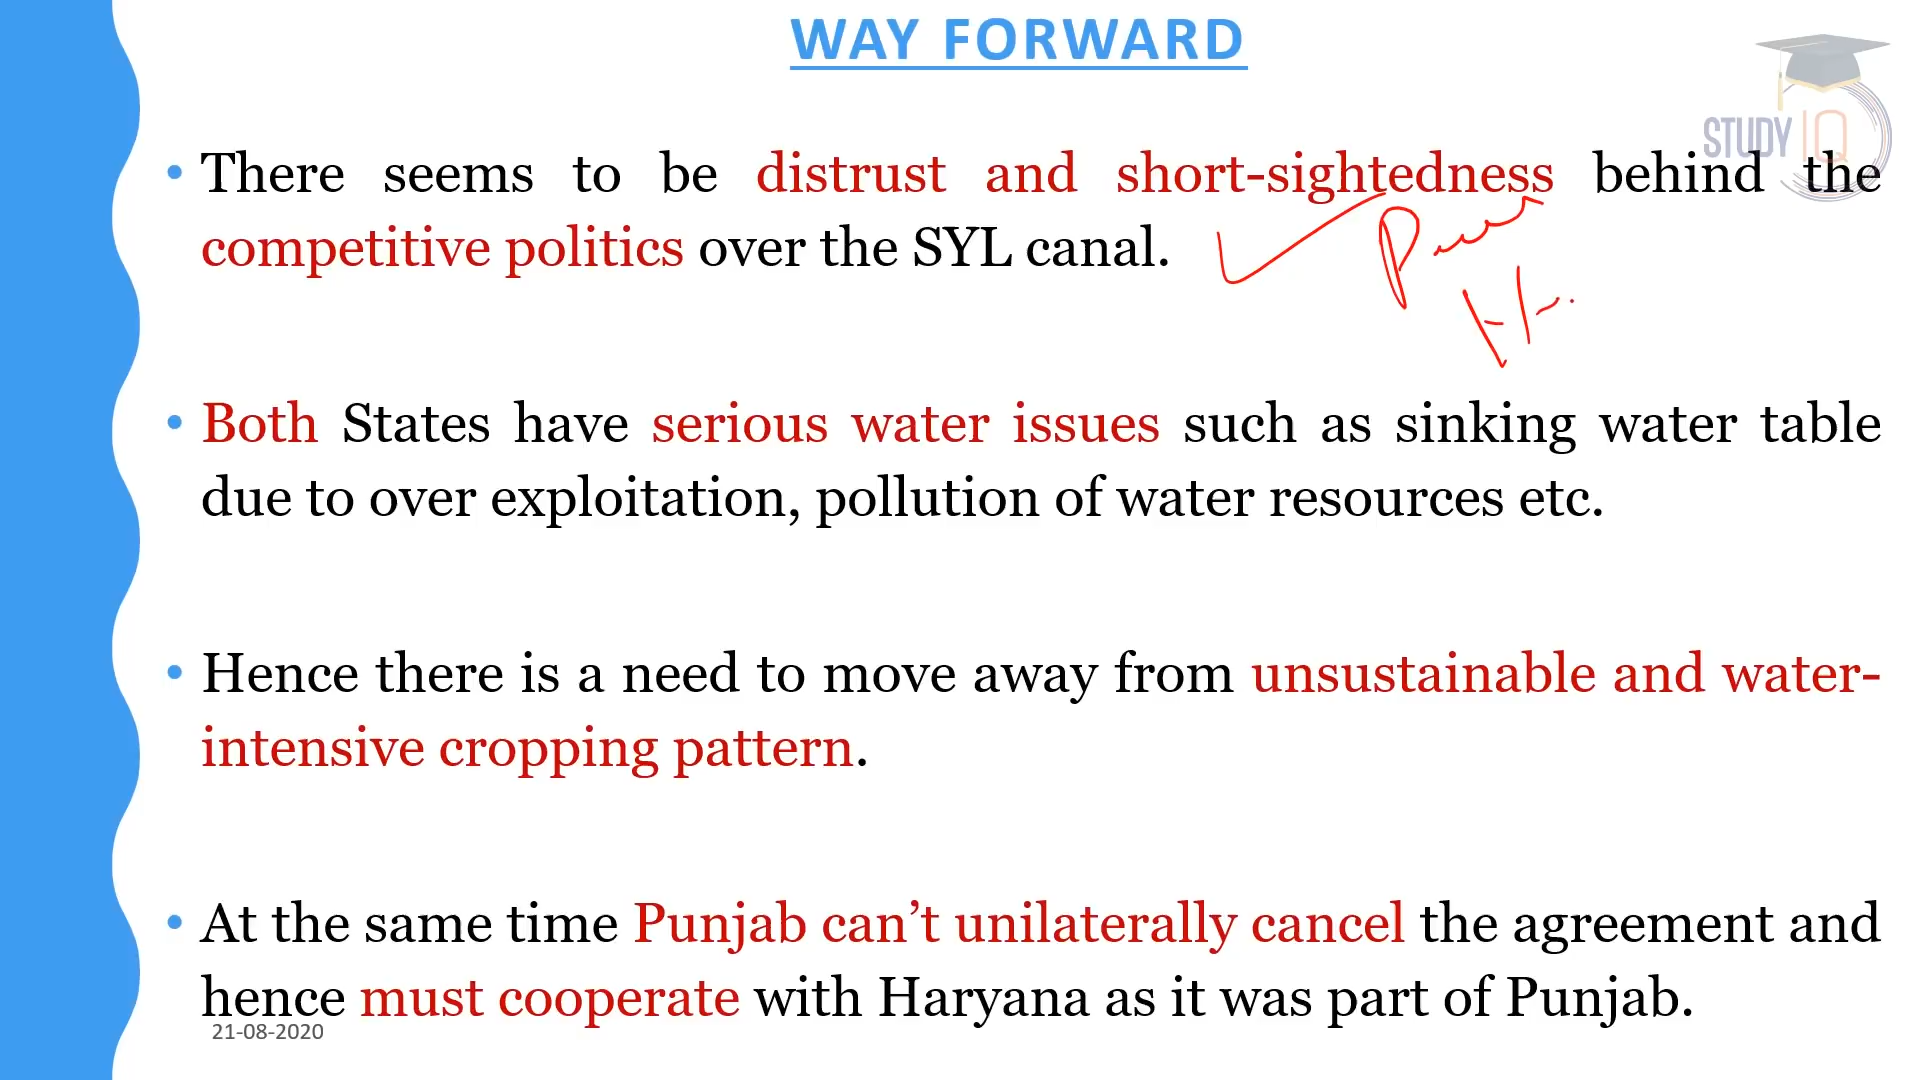 WAY FORWARD
STUDY IQ
• There seems to be distrust and short-sightedness behind the
competitive politics over the SYL canal.
• Both States have serious water issues such as sinking water table
due to over exploitation, pollution of water resources etc.
• Hence there is a need to move away from unsustainable and water-
intensive cropping pattern.
• At the same time Punjab can’t unilaterally cancel the agreement and
hence must cooperate with Haryana as it was part of Punjab.
21-08-2020